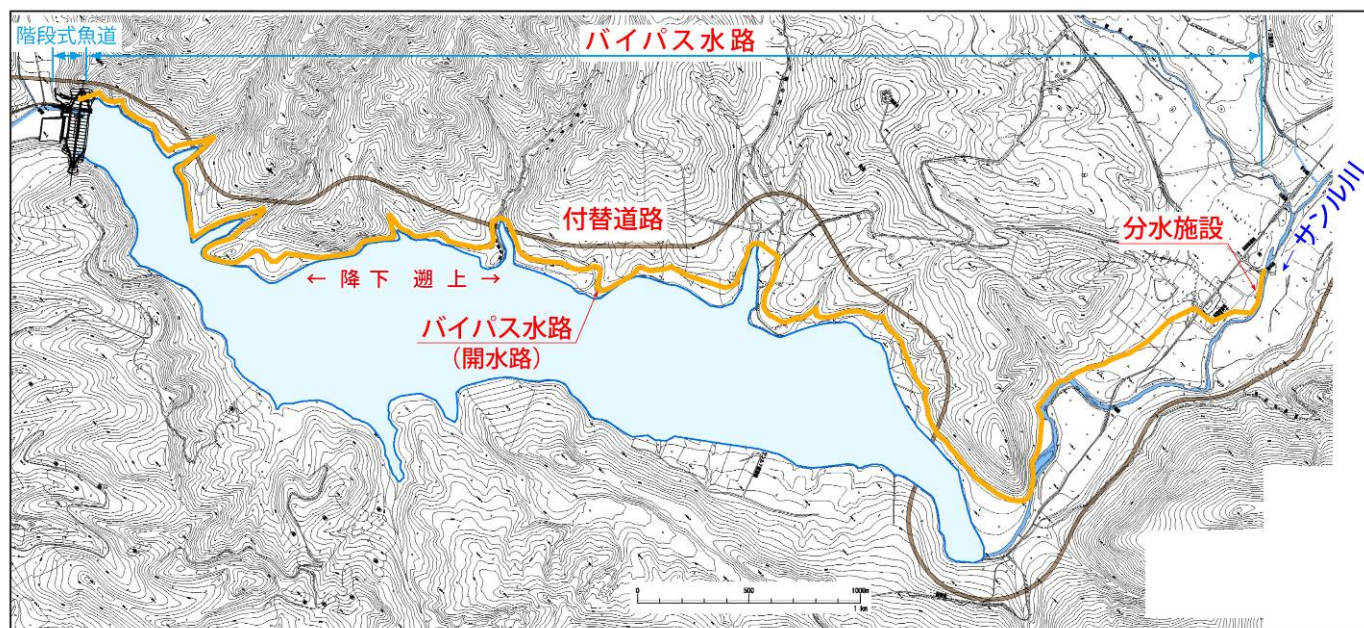 階段式魚道
バイパス水路
付替道路
分水施設
サンル川
← 降下 遡上 →
バイパス水路
(開水路)
0 500 1000m
1 km